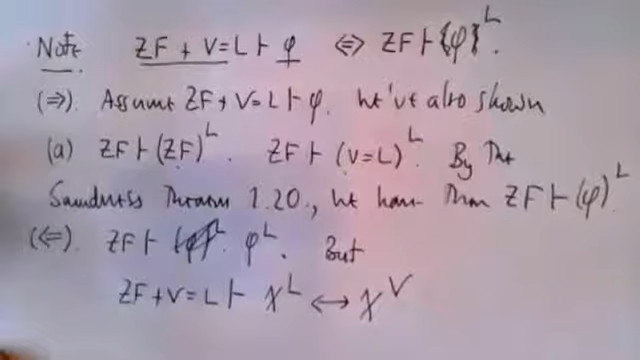 Note ZF + V = L ⊢ φ ⇔ ZF ⊢ (φ)^L.
(⇒) Assume ZF + V = L ⊢ φ. We've also shown
(a) ZF ⊢ (ZF)^L. ZF ⊢ (V = L)^L. By the
Soundness Theorem 1.20., we have then ZF ⊢ (φ)^L
(⇐). ZF ⊢ φ^L. But
ZF + V = L ⊢ χ^L ↔ χ^V